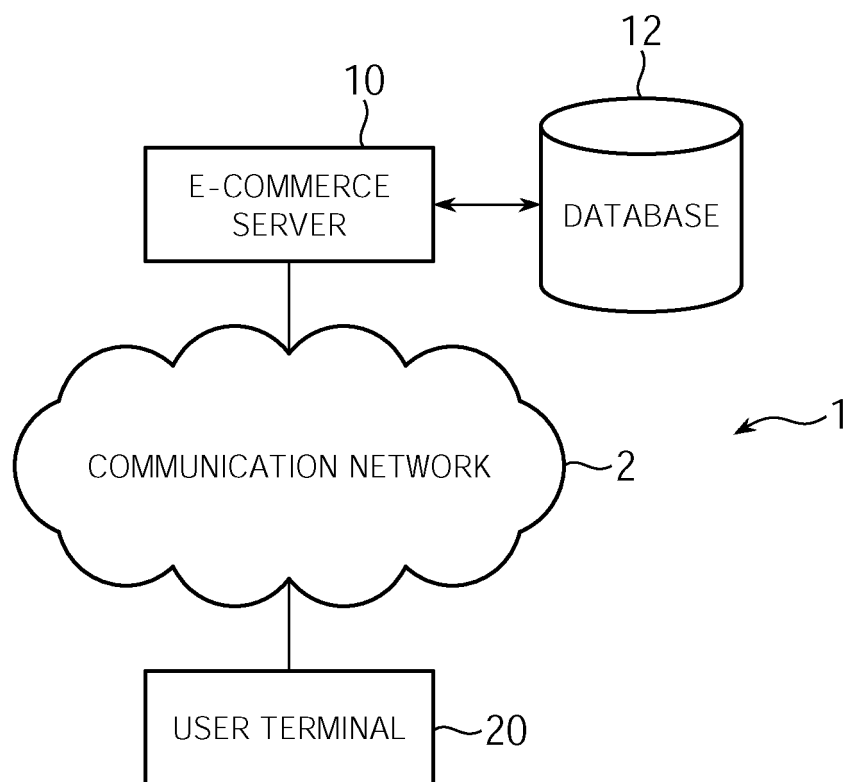 12
10
E-COMMERCE
SERVER
DATABASE
1
COMMUNICATION NETWORK
2
USER TERMINAL
20